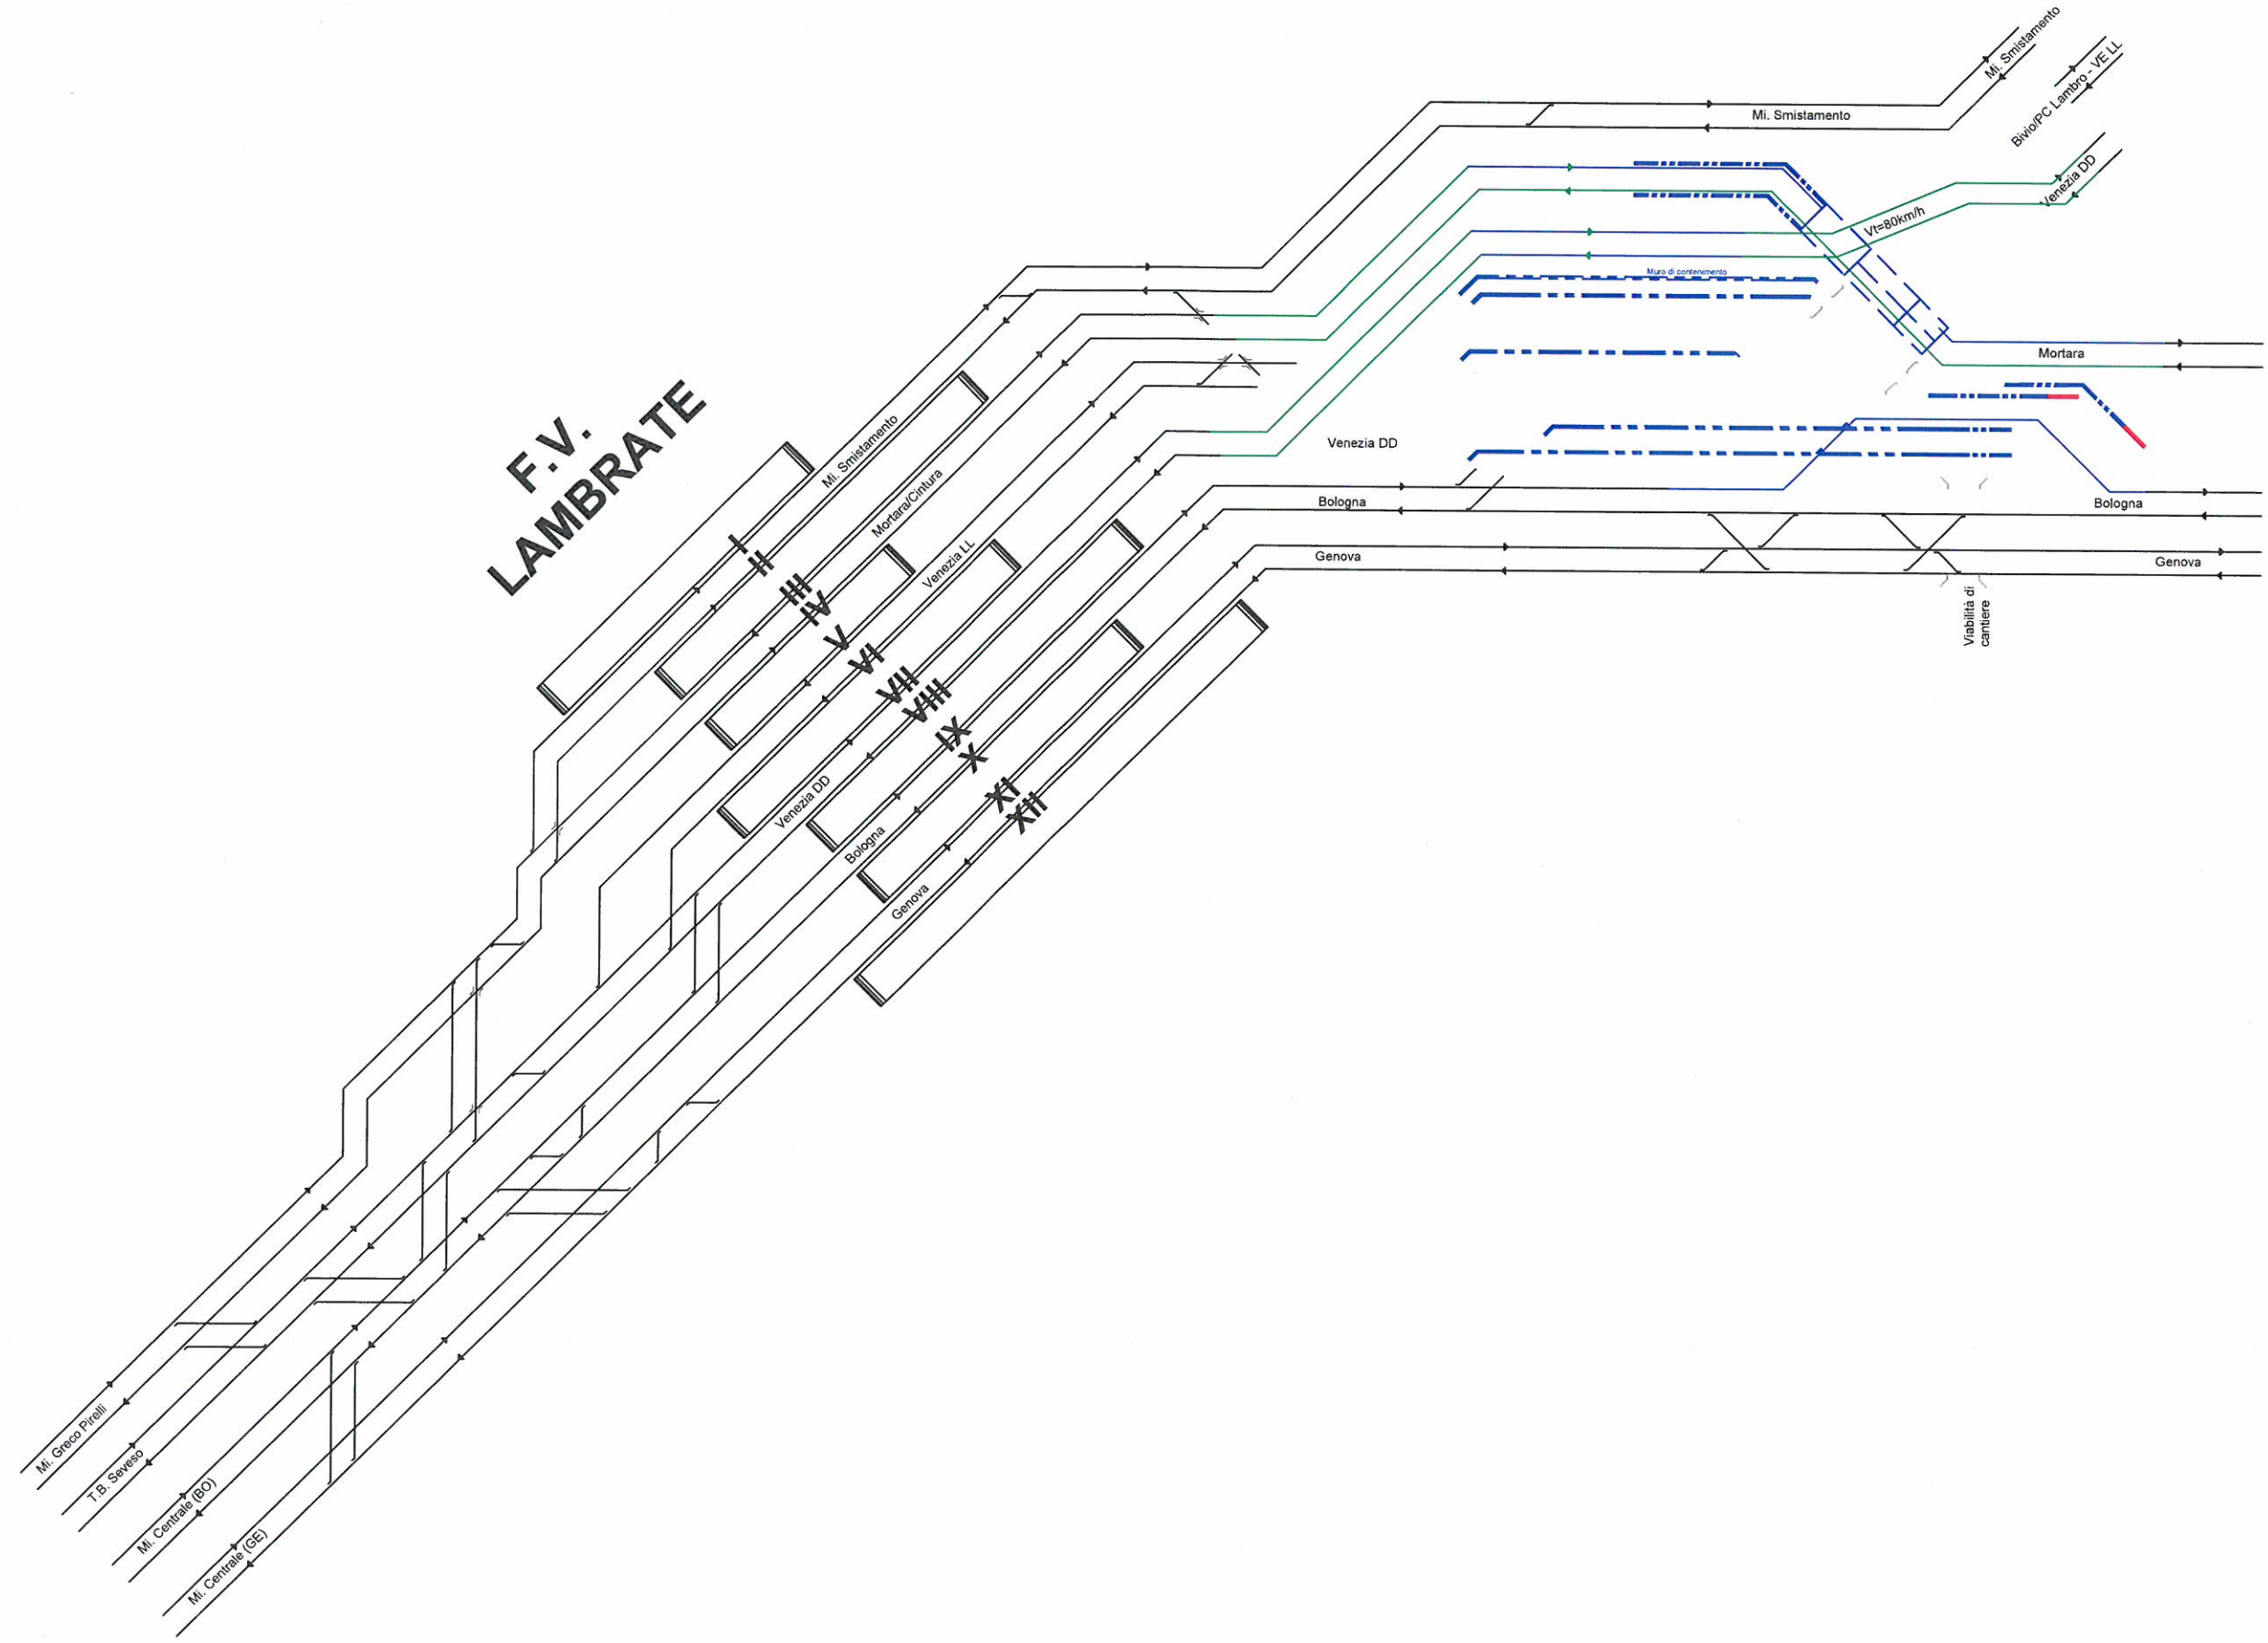 Mi. Smistamento
Bivio/PC Lambro - VE LL
Mi. Smistamento
Venezia DD
Vt=80km/h
Muro di contenimento
Mortara
F.V.
LAMBRATE
Mi. Smistamento
Mortara/Cintura
Venezia LL
Venezia DD
Bologna
Bologna
Genova
Genova
Viabilità di
cantiere
I
II
III
IV
V
VI
VII
VIII
IX
X
XI
XII
Venezia DD
Bologna
Genova
Mi. Greco Pirelli
T.B. Seveso
Mi. Centrale (BO)
Mi. Centrale (GE)